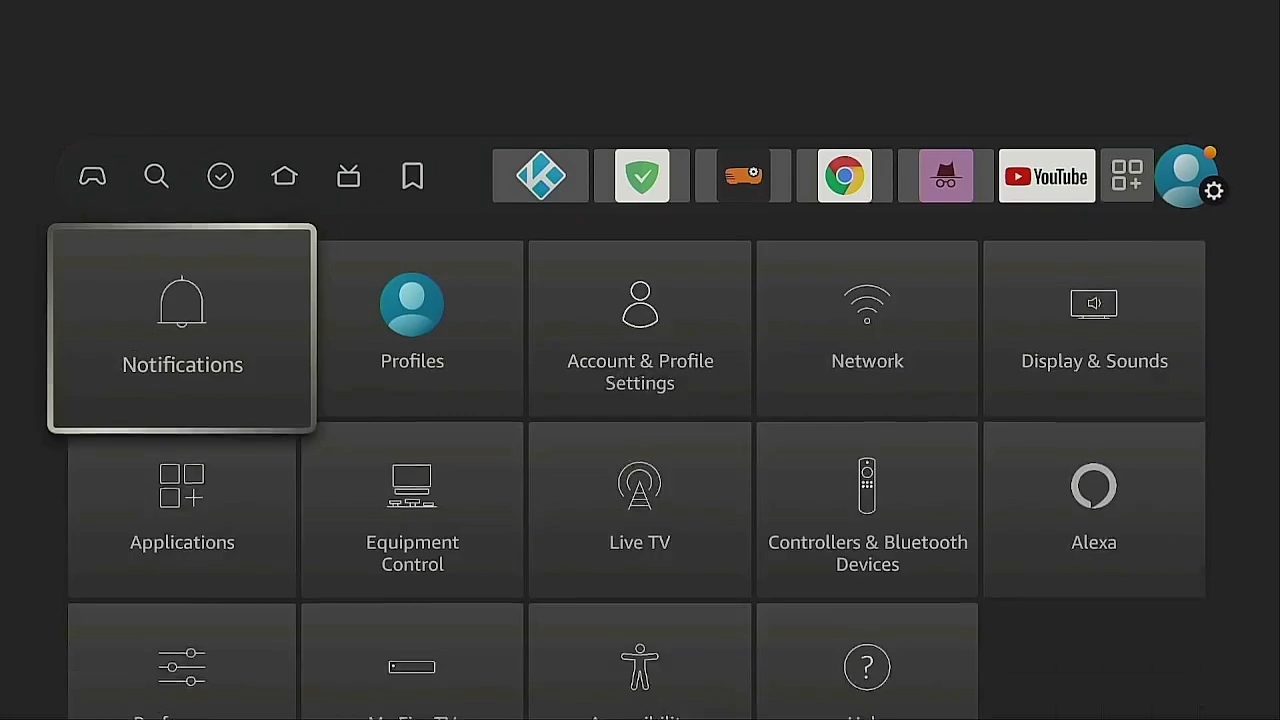 YouTube
Notifications
Profiles
Account & Profile
Settings
Network
Display & Sounds
Applications
Equipment
Control
Live TV
Controllers & Bluetooth
Devices
Alexa